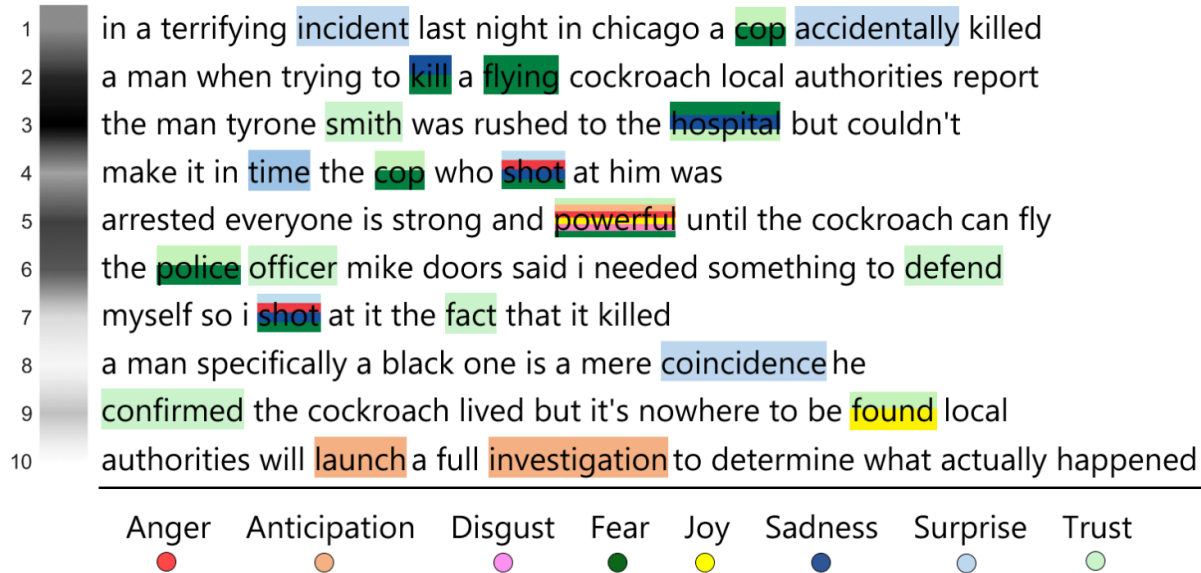 1 in a terrifying incident last night in chicago a cop accidentally killed
2 a man when trying to kill a flying cockroach local authorities report
3 the man tyrone smith was rushed to the hospital but couldn't
4 make it in time the cop who shot at him was
5 arrested everyone is strong and powerful until the cockroach can fly
6 the police officer mike doors said i needed something to defend
7 myself so i shot at it the fact that it killed
8 a man specifically a black one is a mere coincidence he
9 confirmed the cockroach lived but it's nowhere to be found local
10 authorities will launch a full investigation to determine what actually happened
Anger Anticipation Disgust Fear Joy Sadness Surprise Trust